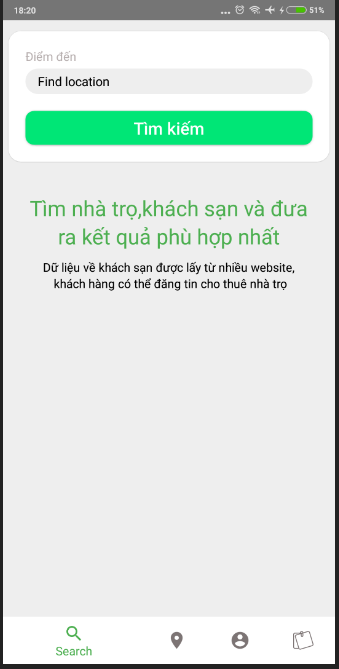 18:20
51%
Điểm đến
Find location
Tìm kiếm
Tìm nhà trọ,khách sạn và đưa
ra kết quả phù hợp nhất
Dữ liệu về khách sạn được lấy từ nhiều website,
khách hàng có thể đăng tin cho thuê nhà trọ
Search